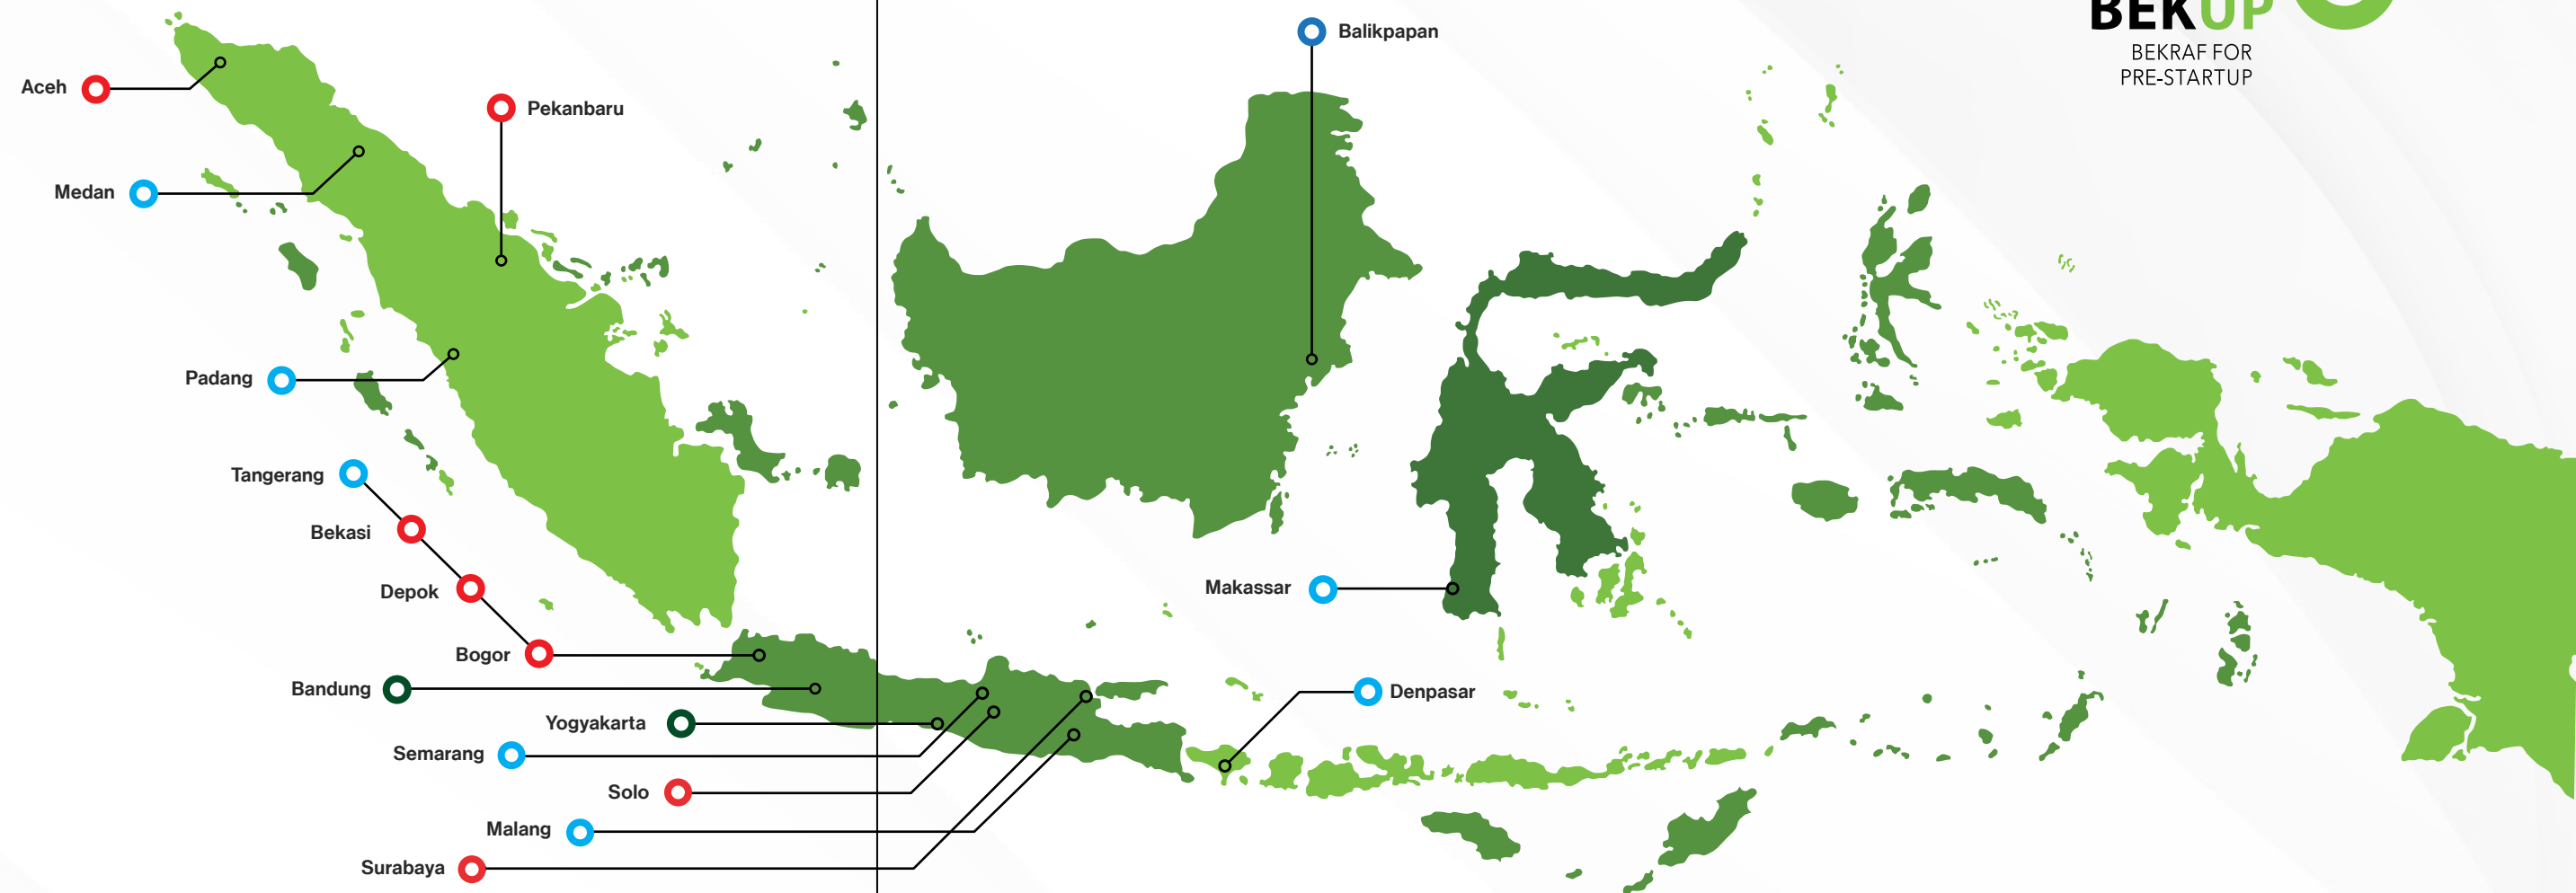 BEKUP
BEKRAF FOR
PRE-STARTUP
Balikpapan
Aceh
Pekanbaru
Medan
Padang
Tangerang
Bekasi
Depok
Makassar
Bogor
Bandung
Denpasar
Yogyakarta
Semarang
Solo
Malang
Surabaya